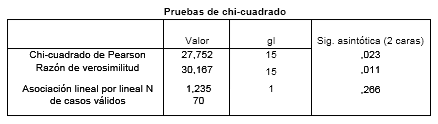 Pruebas de chi-cuadrado
Valor gl Sig. asintótica (2 caras)
Chi-cuadrado de Pearson 27,752 15 ,023
Razón de verosimilitud 30,167 15 ,011
Asociación lineal por lineal N 1,235 1 ,266
de casos válidos 70